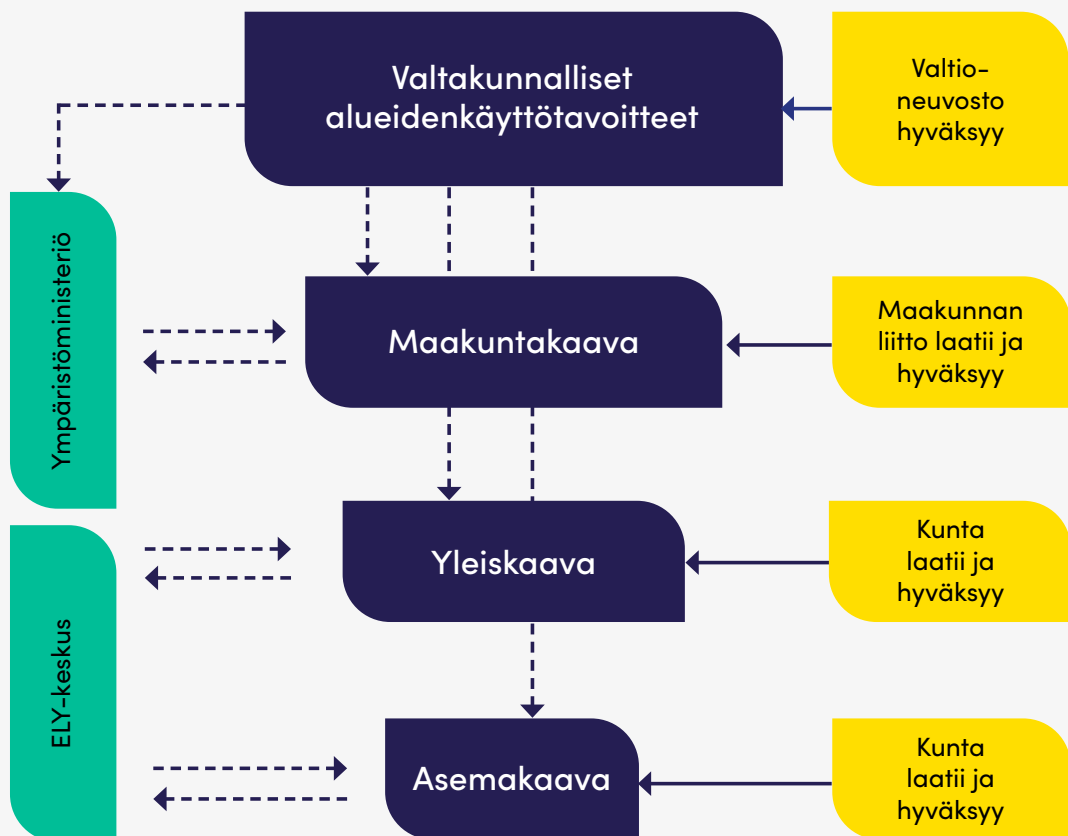 Valtakunnalliset
alueidenkäyttötavoitteet
Valtio-
neuvosto
hyväksyy
Ympäristöministeriö
Maakuntakaava
Maakunnan
liitto laatii ja
hyväksyy
ELY-keskus
Yleiskaava
Kunta
laatii ja
hyväksyy
Asemakaava
Kunta
laatii ja
hyväksyy